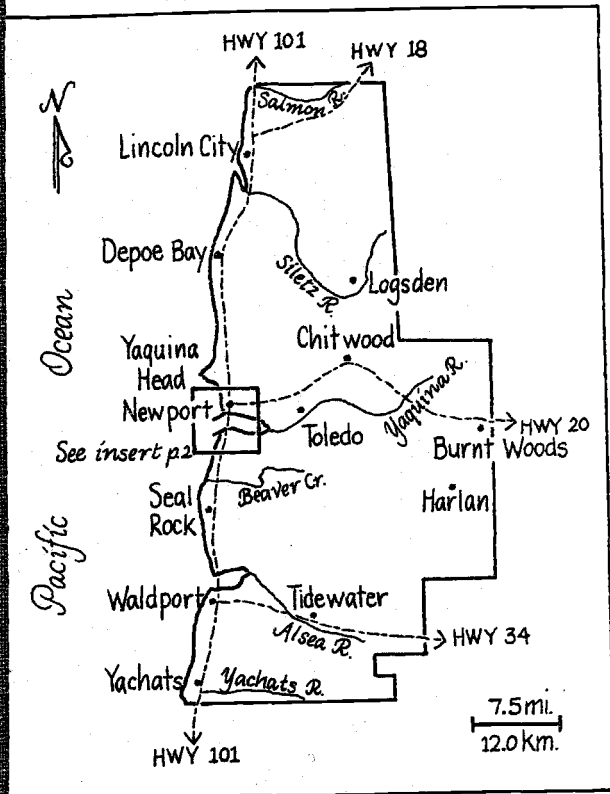 HWY 101
HWY 18
N
Salmon R.
Lincoln City
Depoe Bay
Siletz R.
Logsden
Ocean
Chitwood
Yaquina
Head
Newport
Yaquina R.
Toledo
HWY 20
See insert p2
Burnt Woods
Beaver Cr.
Harlan
Seal
Rock
Pacific
Waldport
Tidewater
Alsea R.
HWY 34
Yachats
Yachats R.
7.5 mi.
12.0 km.
HWY 101